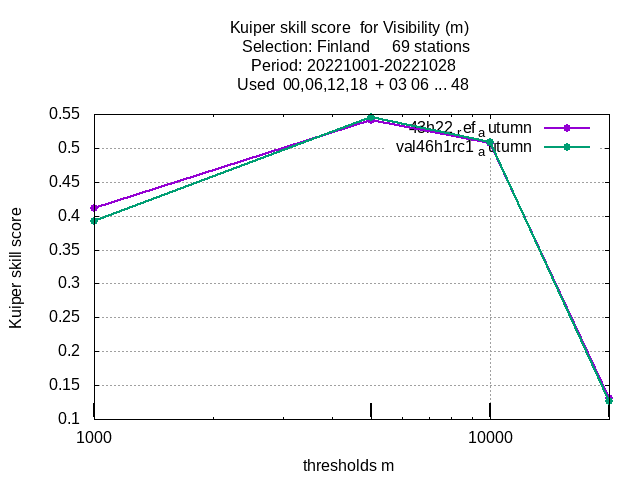 Kuiper skill score for Visibility (m)
Selection: Finland 69 stations
Period: 20221001-20221028
Used 00,06,12,18 + 03 06 ... 48
0.55
0.5
0.45
0.4
0.35
0.3
0.25
0.2
0.15
0.1
Kuiper skill score
43h22_ref_autumn
val46h1rc1_autumn
1000
10000
thresholds m